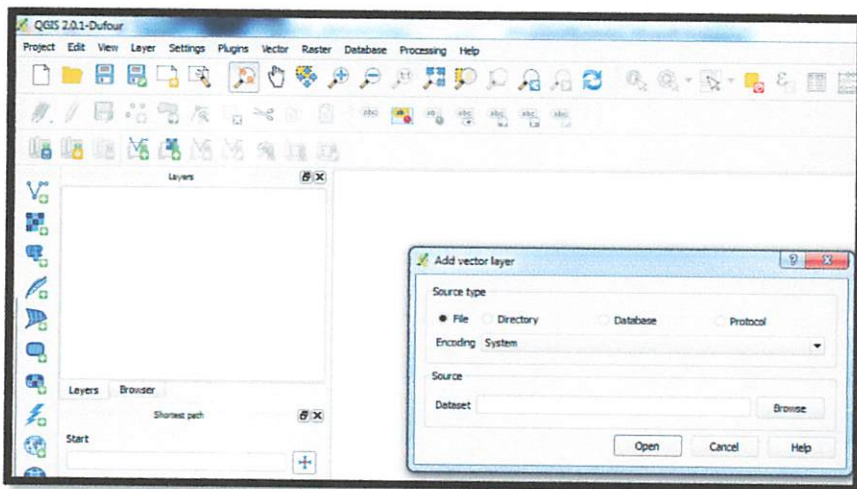 QGIS 2.0.1-Dufour
Project Edit View Layer Settings Plugins Vector Raster Database Processing Help
Layers
Add vector layer
Source type
File Directory Database Protocol
Encoding System
Source
Dataset Browse
Open Cancel Help
Layers Browser
Shortest path
Start